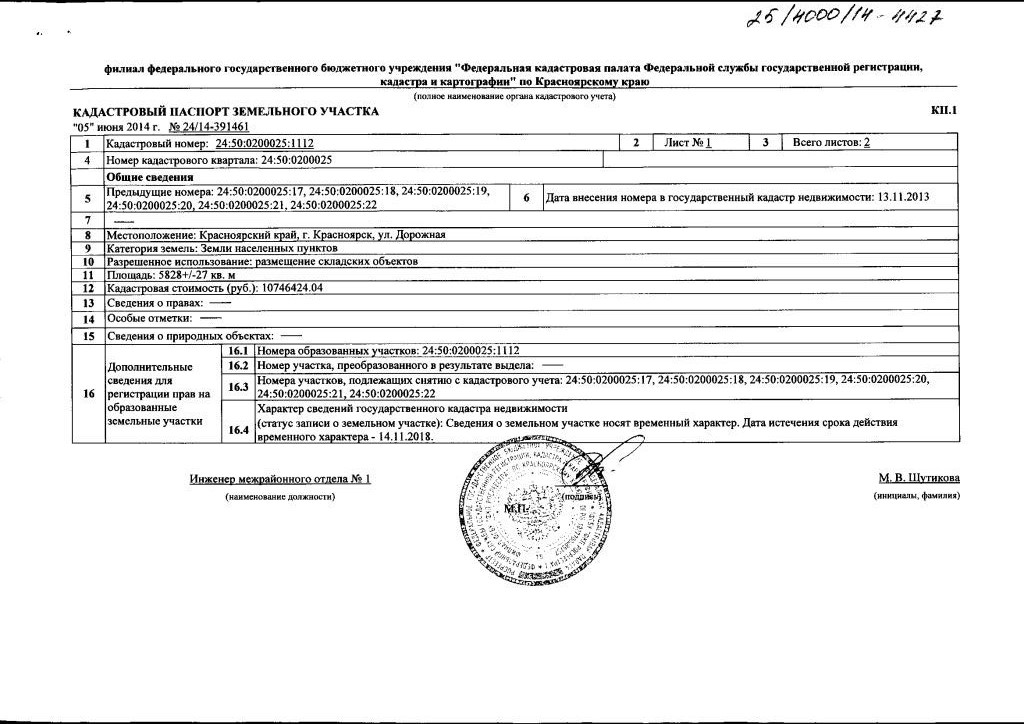 25/4000/14-4427
филиал федерального государственного бюджетного учреждения "Федеральная кадастровая палата Федеральной службы государственной регистрации,
кадастра и картографии" по Красноярскому краю
(полное наименование органа кадастрового учета)
КАДАСТРОВЫЙ ПАСПОРТ ЗЕМЕЛЬНОГО УЧАСТКА
КП.1
"05" июня 2014 г. № 24/14-391461
1 Кадастровый номер: 24:50:0200025:1112 2 Лист № 1 3 Всего листов: 2
4 Номер кадастрового квартала: 24:50:0200025
Общие сведения
5 Предыдущие номера: 24:50:0200025:17, 24:50:0200025:18, 24:50:0200025:19,
24:50:0200025:20, 24:50:0200025:21, 24:50:0200025:22
6 Дата внесения номера в государственный кадастр недвижимости: 13.11.2013
7 ——
8 Местоположение: Красноярский край, г. Красноярск, ул. Дорожная
9 Категория земель: Земли населенных пунктов
10 Разрешенное использование: размещение складских объектов
11 Площадь: 5828+/-27 кв. м
12 Кадастровая стоимость (руб.): 10746424.04
13 Сведения о правах: ——
14 Особые отметки: ——
15 Сведения о природных объектах: ——
16 Дополнительные
сведения для
регистрации прав на
образованные
земельные участки
16.1 Номера образованных участков: 24:50:0200025:1112
16.2 Номер участка, преобразованного в результате выдела: ——
16.3 Номера участков, подлежащих снятию с кадастрового учета: 24:50:0200025:17, 24:50:0200025:18, 24:50:0200025:19, 24:50:0200025:20,
24:50:0200025:21, 24:50:0200025:22
16.4 Характер сведений государственного кадастра недвижимости
(статус записи о земельном участке): Сведения о земельном участке носят временный характер. Дата истечения срока действия
временного характера - 14.11.2018.
Инженер межрайонного отдела № 1
М. В. Шутикова
(наименование должности)
(подпись)
(инициалы, фамилия)
М.П.